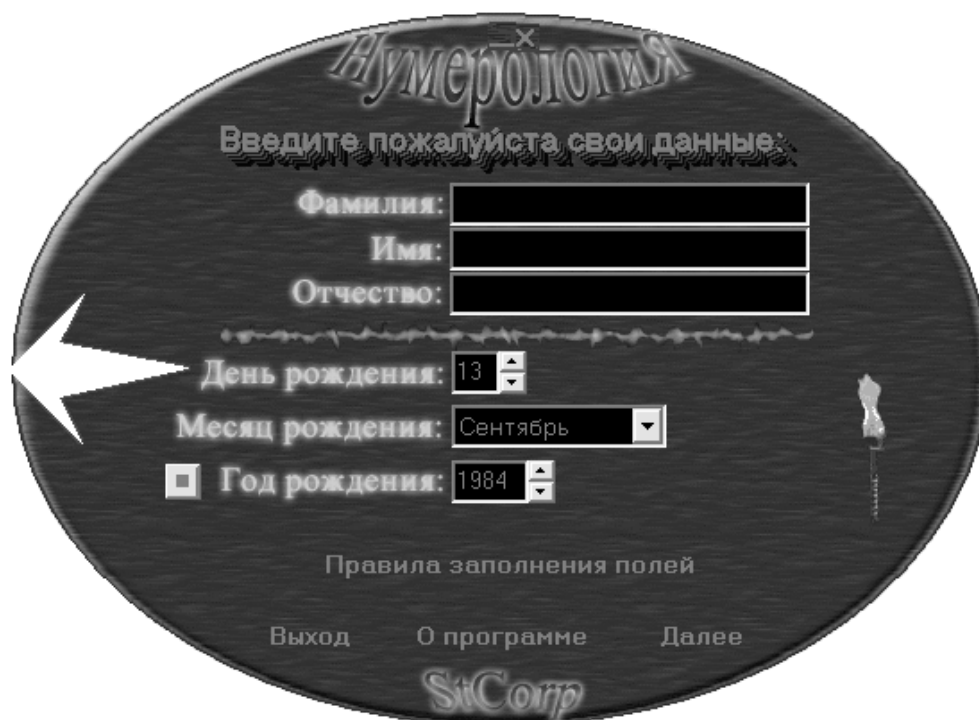 НумерологиЯ
Введите пожалуйста свои данные:
Фамилия:
Имя:
Отчество:
День рождения: 13
Месяц рождения: Сентябрь
Год рождения: 1984
Правила заполнения полей
Выход О программе Далее
StCorp